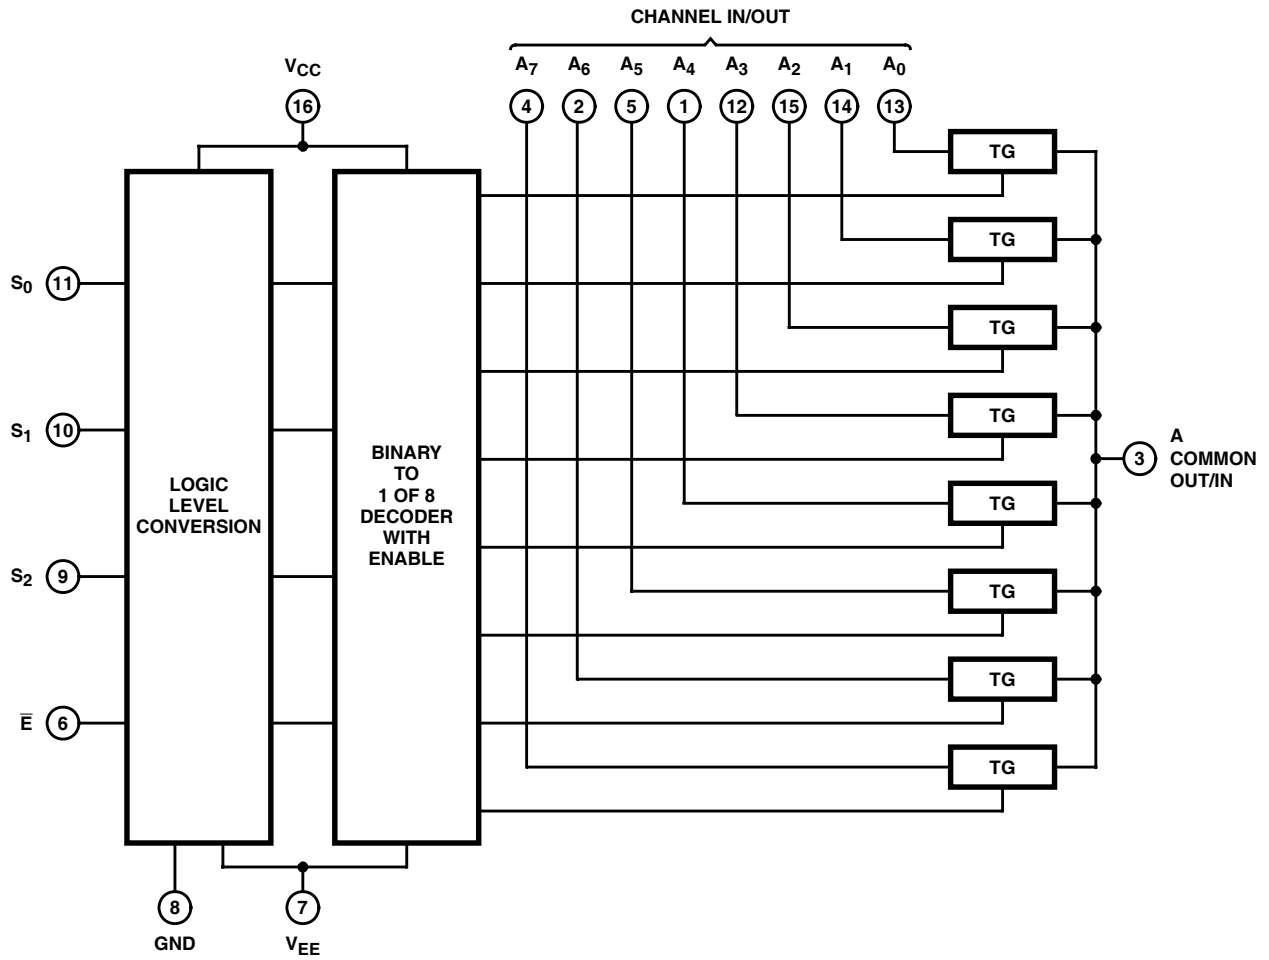 CHANNEL IN/OUT
VCC A7 A6 A5 A4 A3 A2 A1 A0
16 4 2 5 1 12 15 14 13
TG
TG
S0 11
TG
TG
S1 10
BINARY
TO
1 OF 8
DECODER
WITH
ENABLE
LOGIC
LEVEL
CONVERSION
3 A
COMMON
OUT/IN
TG
S2 9
TG
TG
E̅ 6
TG
8 7
GND VEE